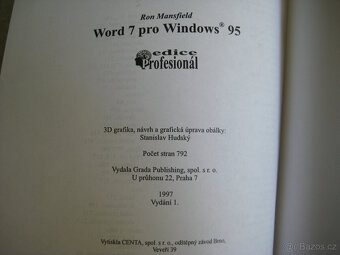 Ron Mansfield
Word 7 pro Windows® 95
edice
Profesionál
3D grafika, návrh a grafická úprava obálky:
Stanislav Hudský
Počet stran 792
Vydala Grada Publishing, spol. s r. o.
U průhonu 22, Praha 7
1997
Vydání 1.
Vytiskla CENTA, spol. s r. o., odštěpný závod Brno,
Veveří 39
sbazos.cz